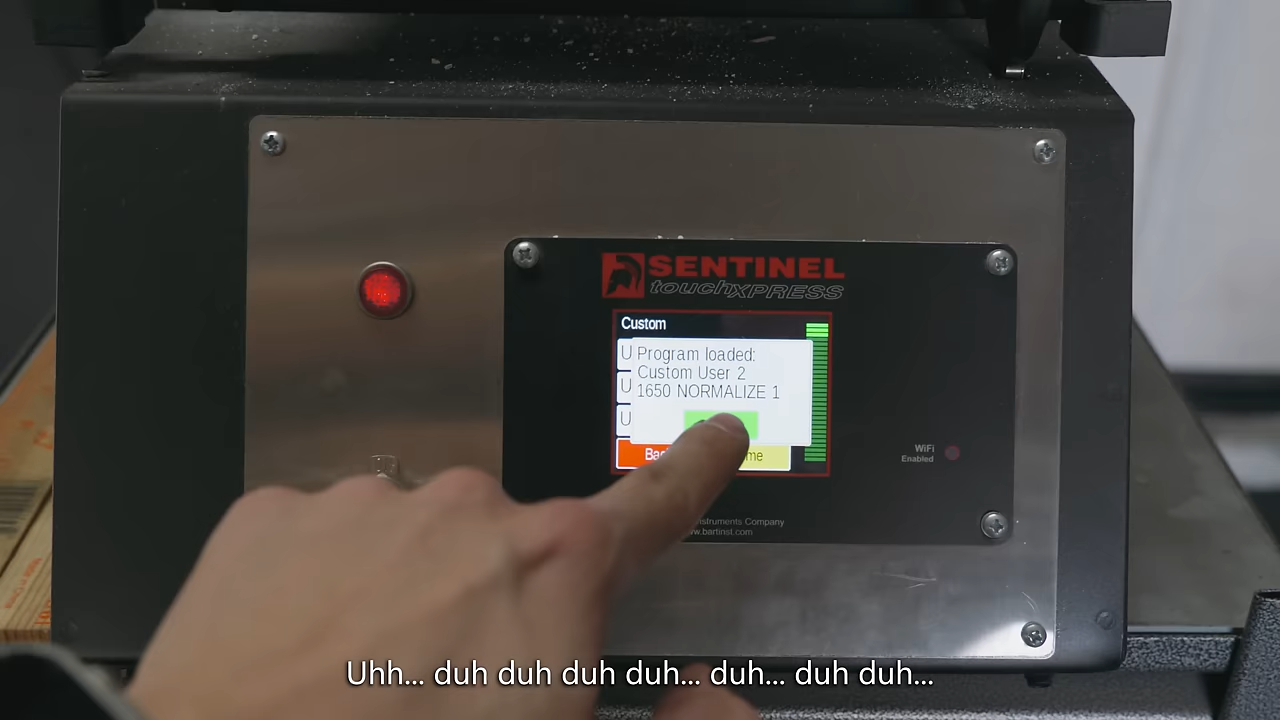 SENTINEL
touchXPRESS
Custom
U
Program loaded:
Custom User 2
U
1650 NORMALIZE 1
U
WiFi
Enabled
Instruments Company
www.bartinst.com
Uhh... duh duh duh duh... duh... duh duh...